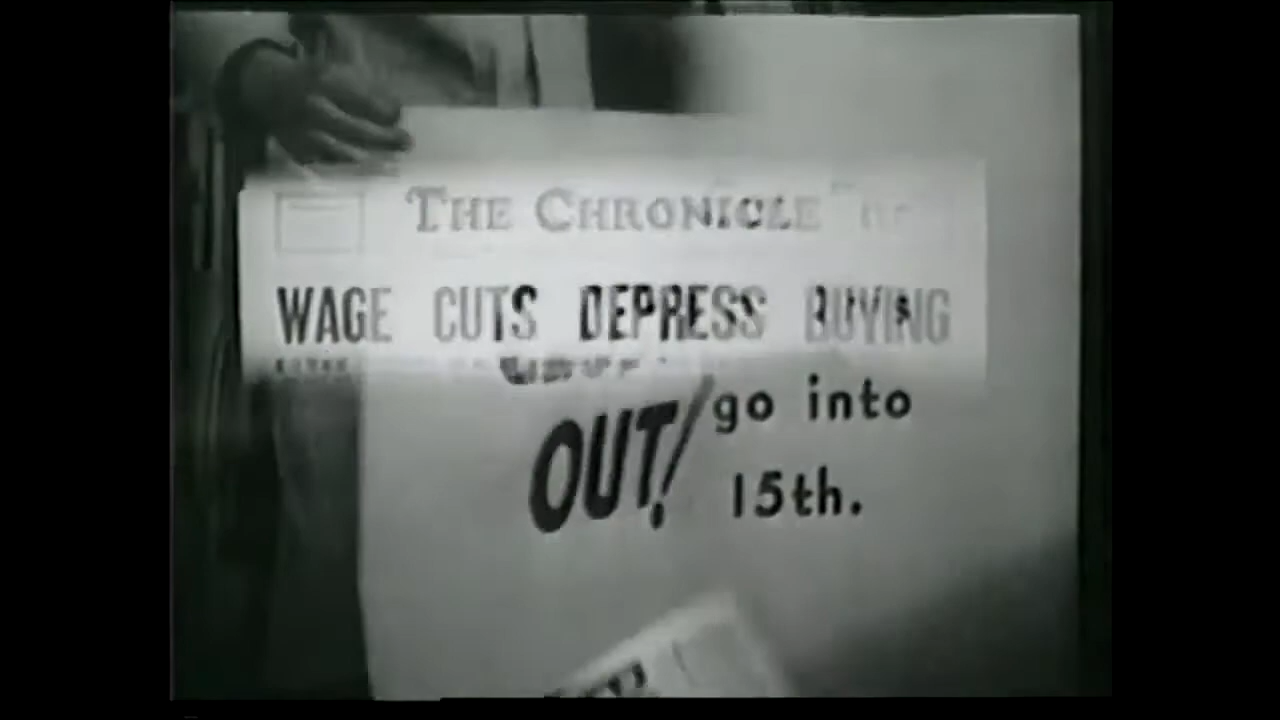 THE CHRONICLE
WAGE CUTS DEPRESS BUYING
OUT! go into
15th.